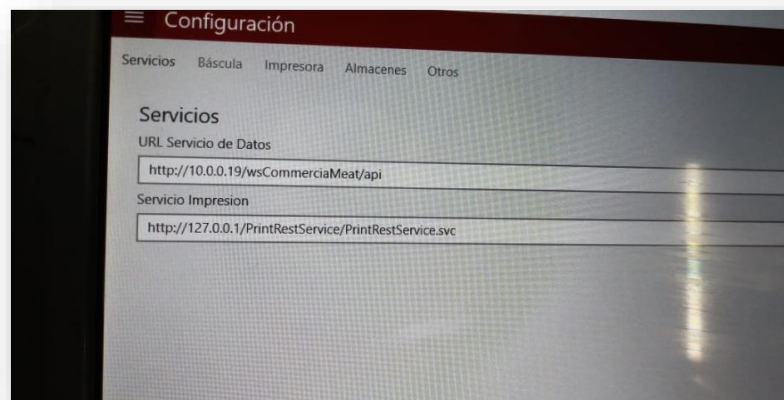 Configuración
Servicios Báscula Impresora Almacenes Otros
Servicios
URL Servicio de Datos
http://10.0.0.19/wsCommerciaMeat/api
Servicio Impresion
http://127.0.0.1/PrintRestService/PrintRestService.svc